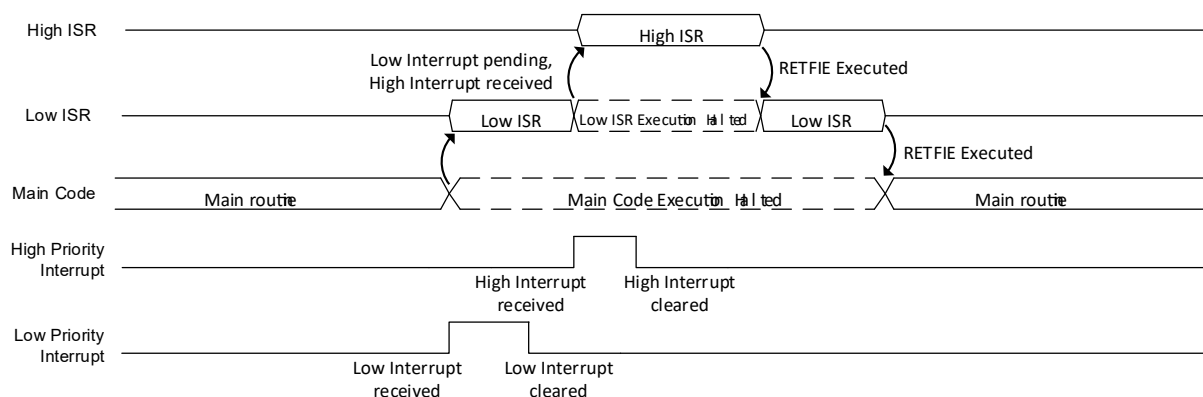 High ISR
High ISR
Low Interrupt pending,
High Interrupt received
RETFIE Executed
Low ISR
Low ISR
Low ISR Execution Halted
Low ISR
RETFIE Executed
Main Code
Main routine
Main Code Execution Halted
Main routine
High Priority
Interrupt
High Interrupt
received
High Interrupt
cleared
Low Priority
Interrupt
Low Interrupt
received
Low Interrupt
cleared